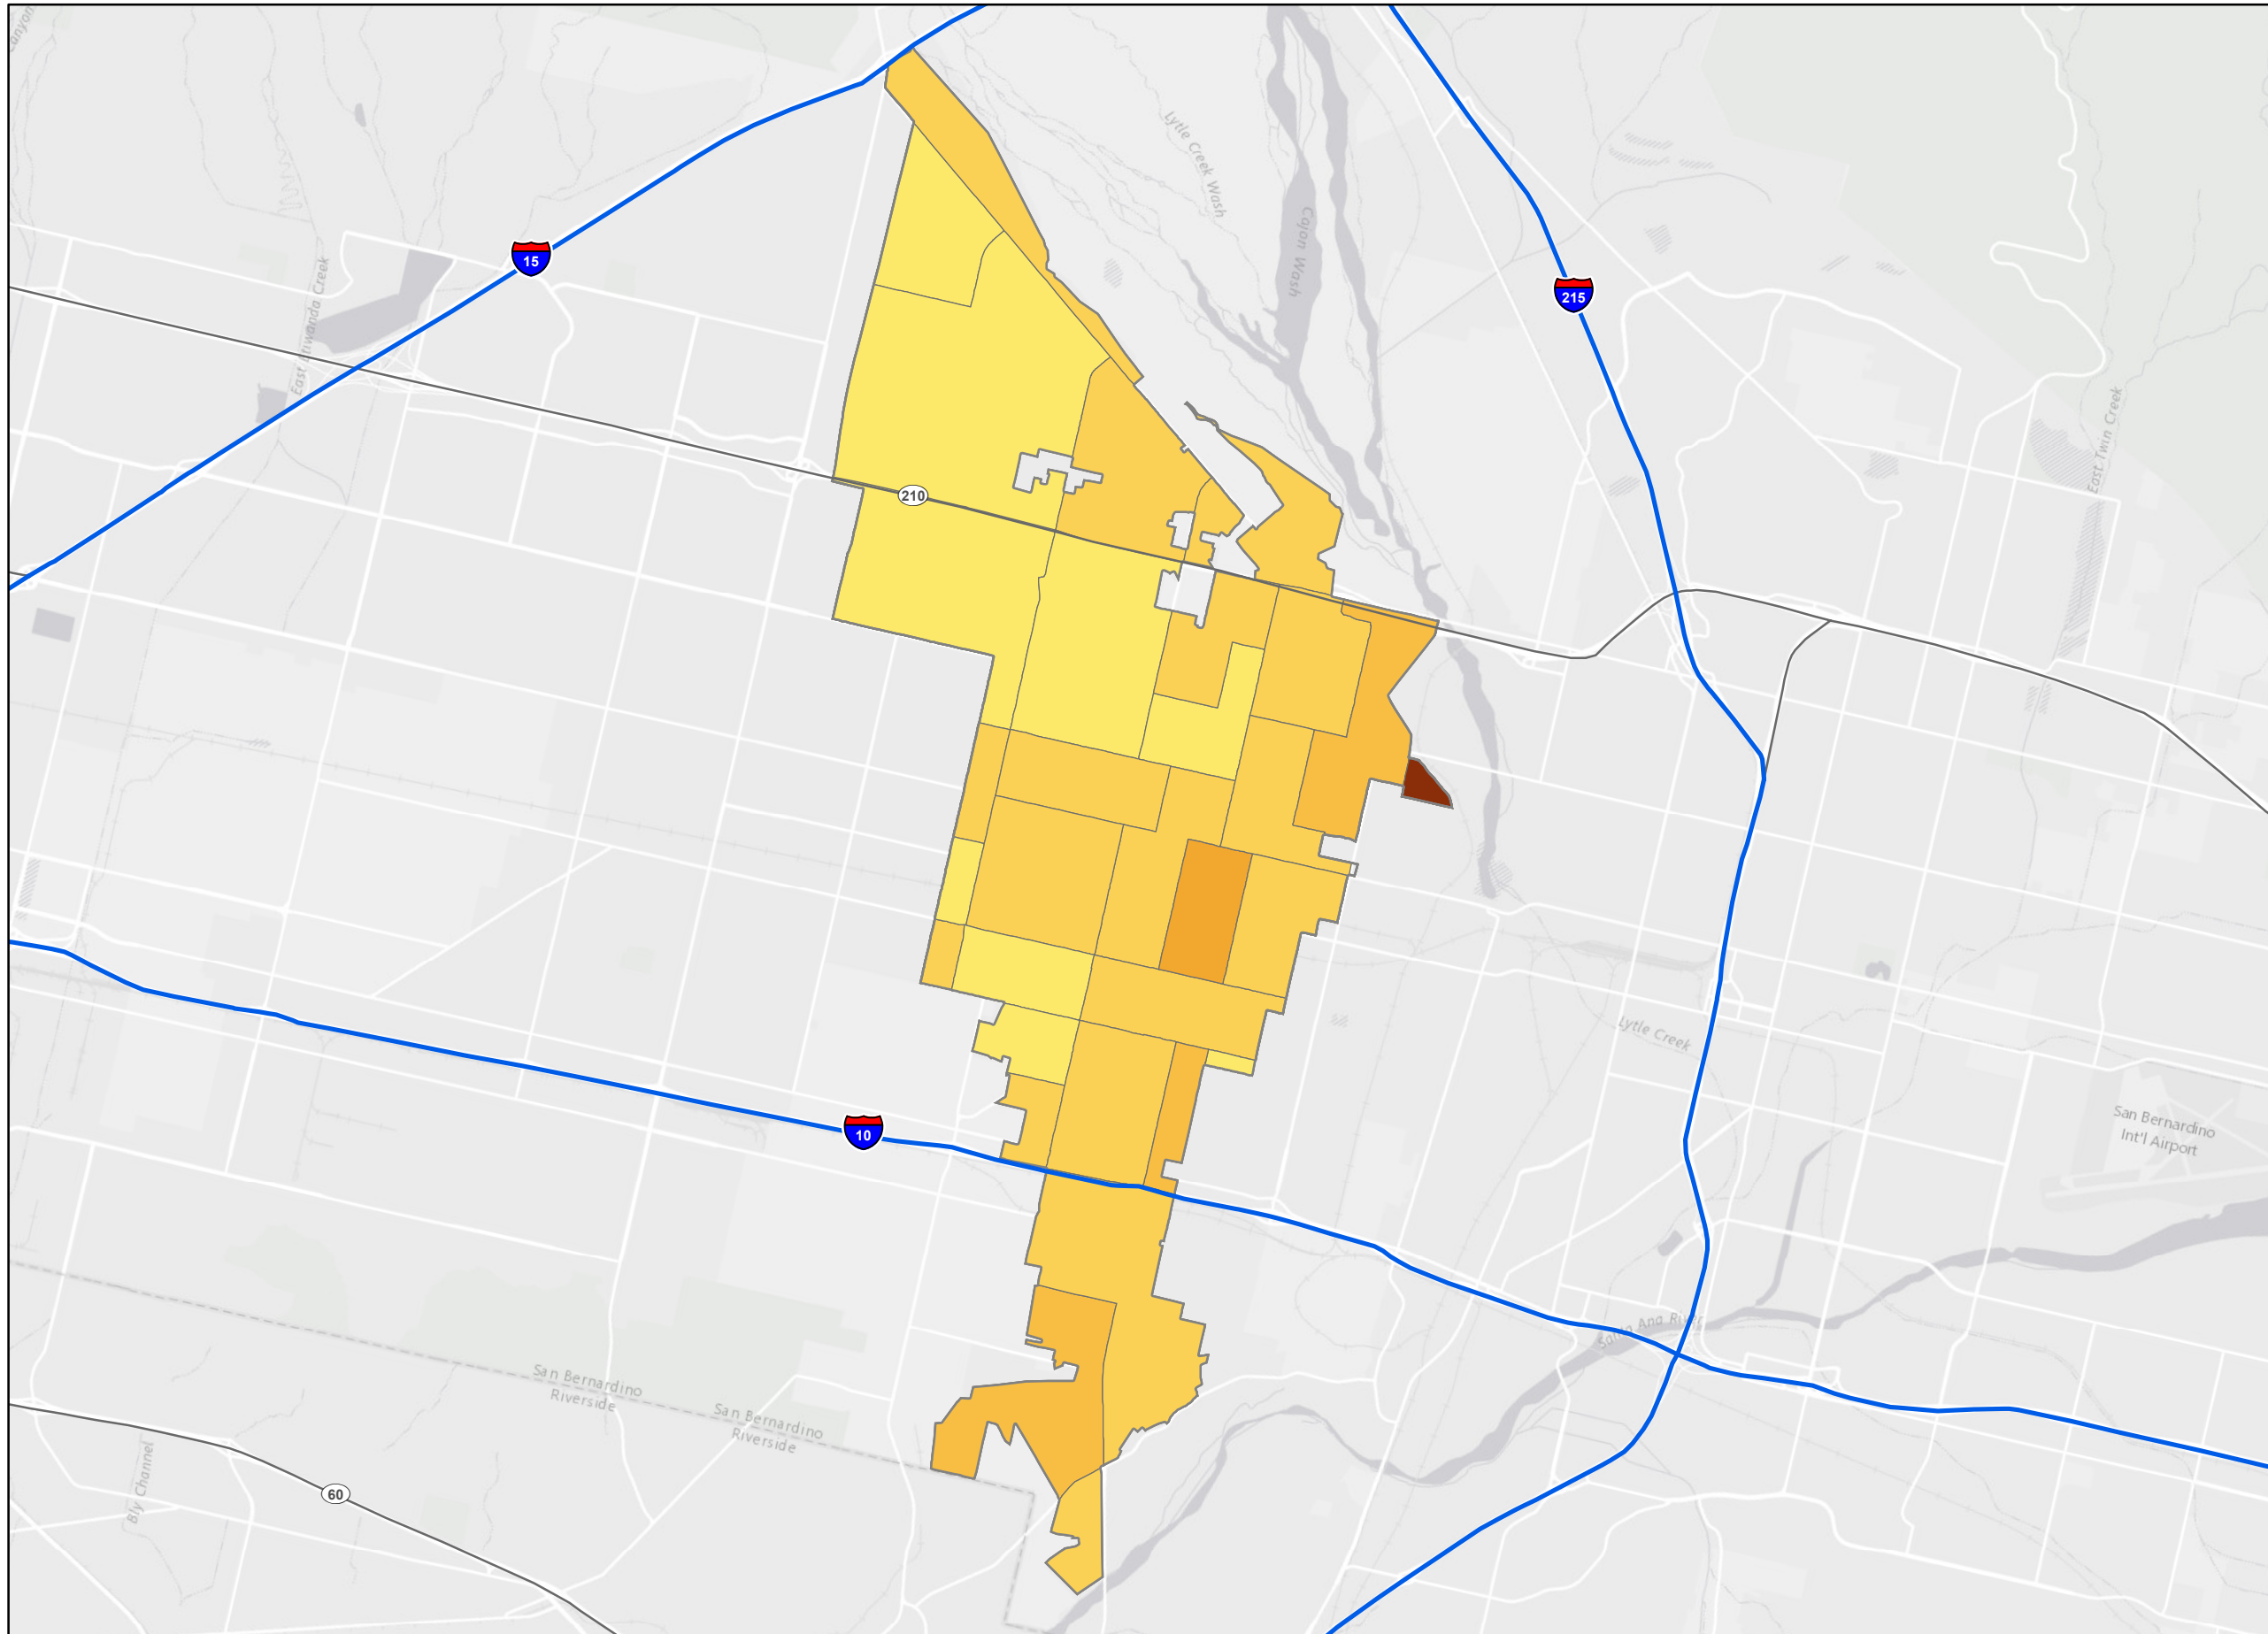 Canyon
Lytle Creek Wash
Cajon Wash
15
215
East Etiwanda Creek
East Twin Creek
210
Lytle Creek
10
San Bernardino
Int'l Airport
Santa Ana River
San Bernardino
Riverside
San Bernardino
Riverside
Bly Channel
60